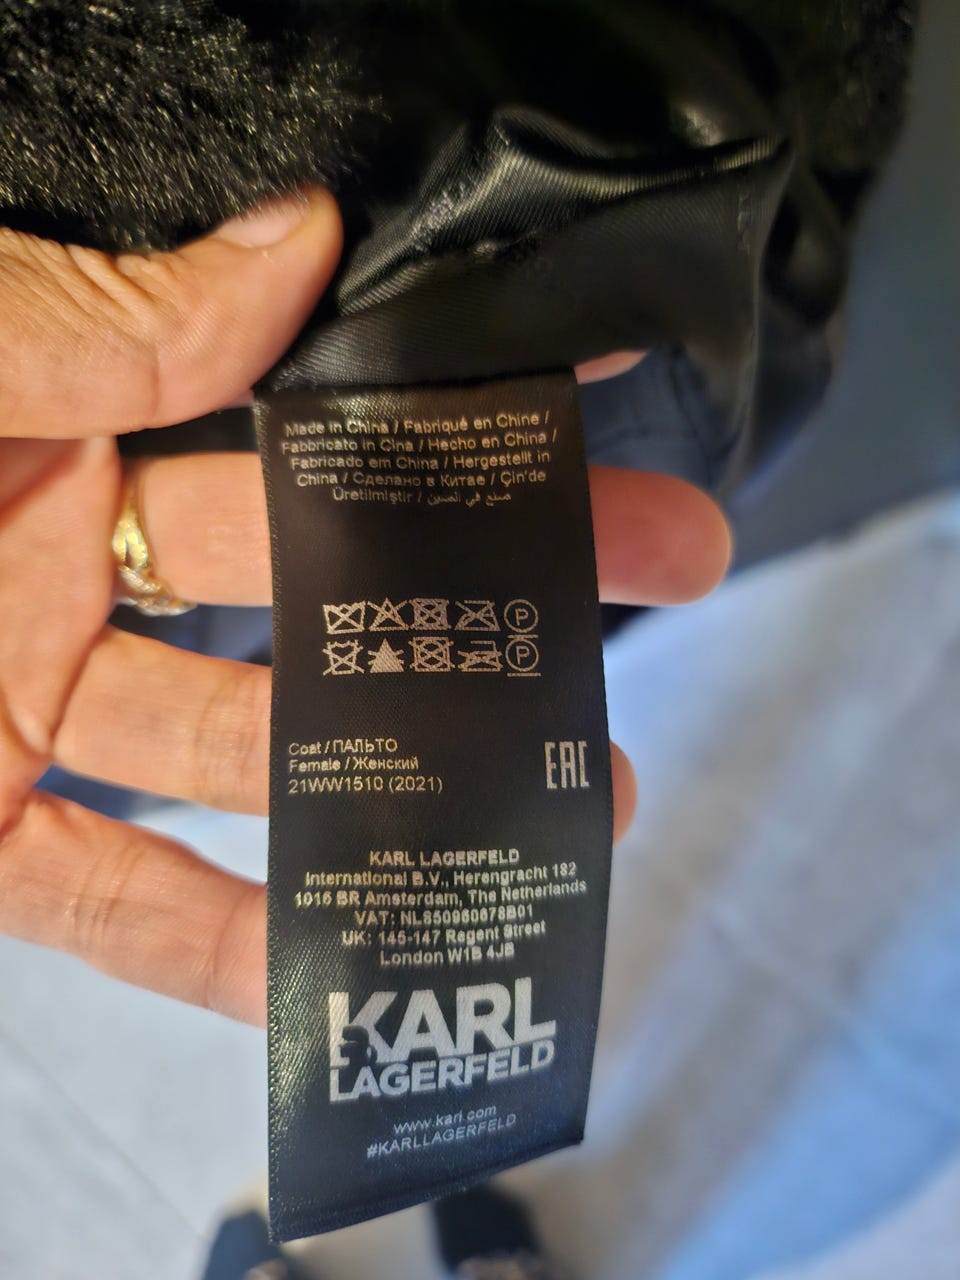 Made in China / Fabriqué en Chine /
Fabbricato in Cina / Hecho en China /
Fabricado em China / Hergestellt in
China / Сделано в Китае / Çin'de
Üretilmiştir / صنع في الصين
P
P
Coat / ПАЛЬТО
Female / Женский
21WW1510 (2021)
EAC
KARL LAGERFELD
International B.V., Herengracht 182
1016 BR Amsterdam, The Netherlands
VAT: NL850960678B01
UK: 145-147 Regent Street
London W1B 4JB
KARL
LAGERFELD
www.karl.com
#KARLLAGERFELD